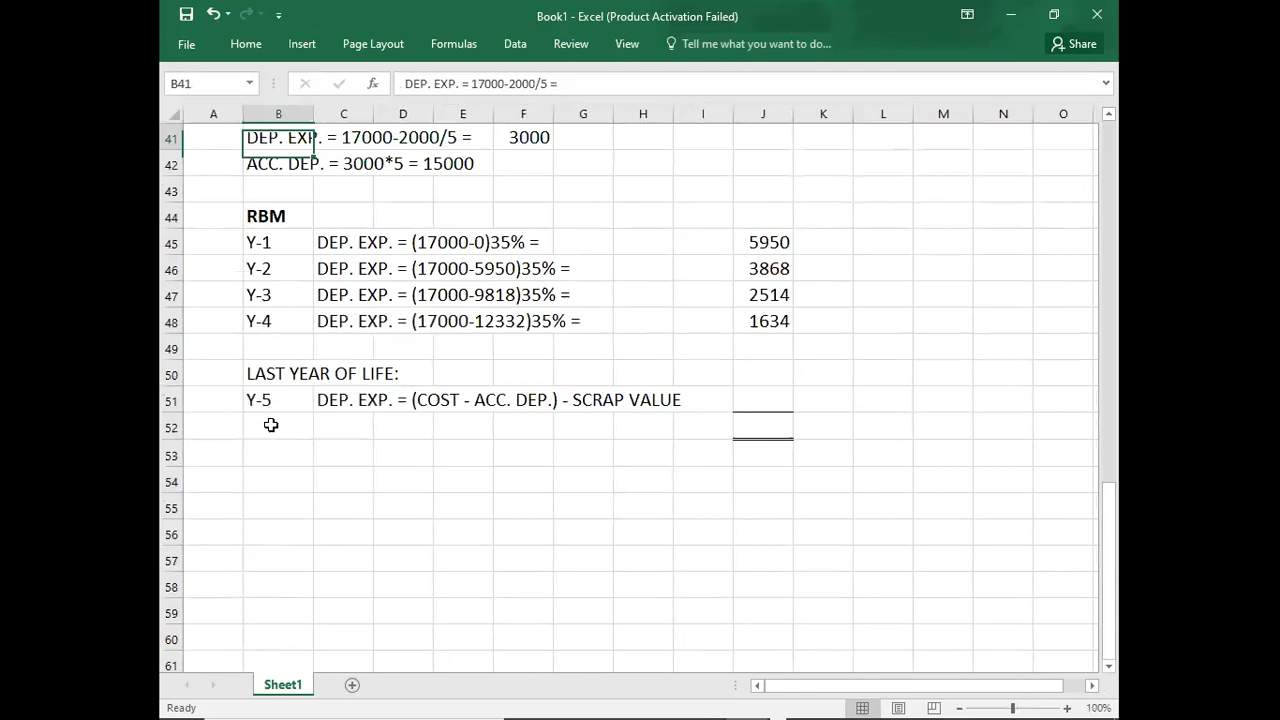 Book1 - Excel (Product Activation Failed)
File Home Insert Page Layout Formulas Data Review View Tell me what you want to do... Share
B41 fx DEP. EXP. = 17000-2000/5 =
A B C D E F G H I J K L M N O
41 DEP. EXP. = 17000-2000/5 = 3000
42 ACC. DEP. = 3000*5 = 15000
43
44 RBM
45 Y-1 DEP. EXP. = (17000-0)35% = 5950
46 Y-2 DEP. EXP. = (17000-5950)35% = 3868
47 Y-3 DEP. EXP. = (17000-9818)35% = 2514
48 Y-4 DEP. EXP. = (17000-12332)35% = 1634
49
50 LAST YEAR OF LIFE:
51 Y-5 DEP. EXP. = (COST - ACC. DEP.) - SCRAP VALUE
52
53
54
55
56
57
58
59
60
61
Sheet1
Ready 100%